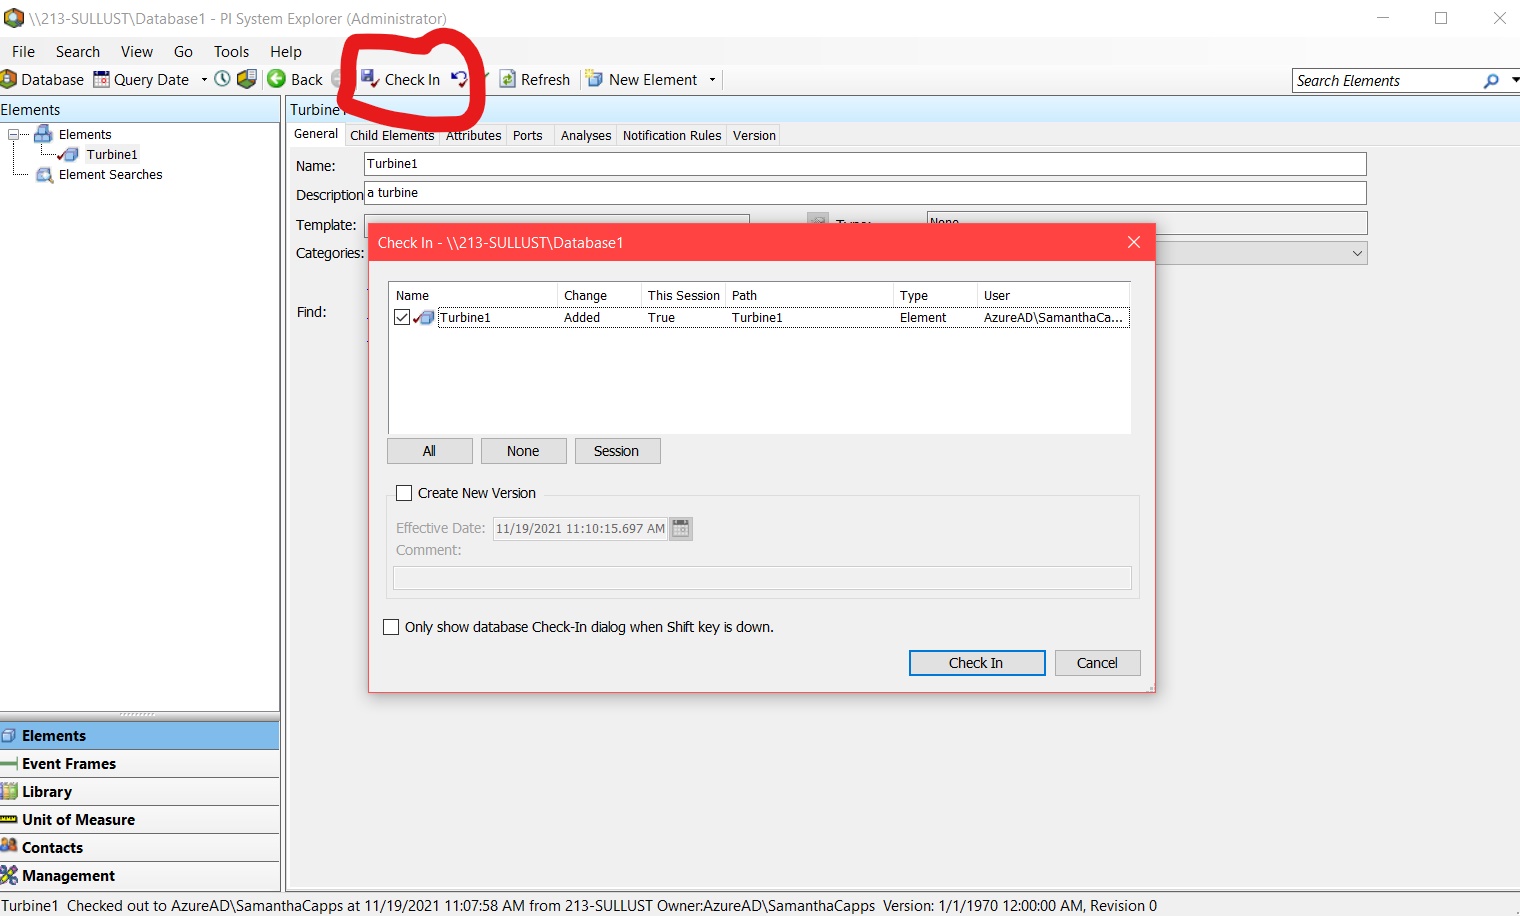 \\213-SULLUST\Database1 - PI System Explorer (Administrator)
File Search View Go Tools Help
Database Query Date Back Check In Refresh New Element Search Elements
Elements
Elements
Turbine1
Element Searches
Turbine1
General Child Elements Attributes Ports Analyses Notification Rules Version
Name: Turbine1
Description a turbine
Template: None
Categories:
Find:
Check In - \\213-SULLUST\Database1
Name Change This Session Path Type User
Turbine1 Added True Turbine1 Element AzureAD\SamanthaCa...
All None Session
Create New Version
Effective Date: 11/19/2021 11:10:15.697 AM
Comment:
Only show database Check-In dialog when Shift key is down.
Check In Cancel
Elements
Event Frames
Library
Unit of Measure
Contacts
Management
Turbine1 Checked out to AzureAD\SamanthaCapps at 11/19/2021 11:07:58 AM from 213-SULLUST Owner:AzureAD\SamanthaCapps Version: 1/1/1970 12:00:00 AM, Revision 0